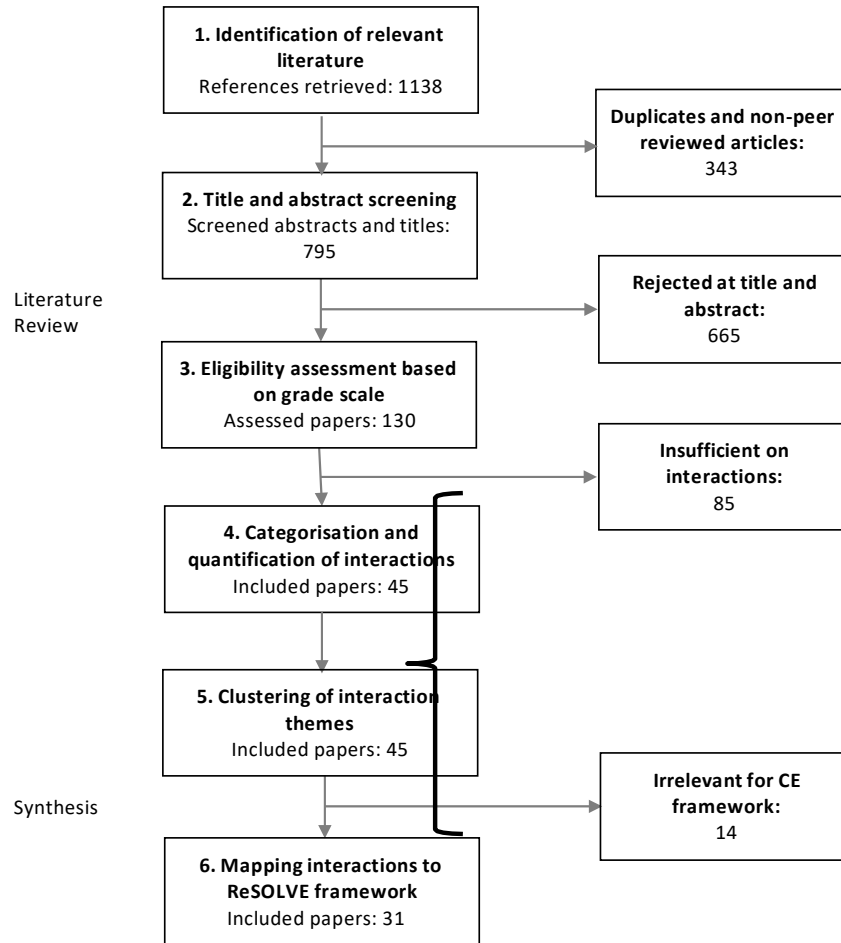 1. Identification of relevant
literature
References retrieved: 1138
Duplicates and non-peer
reviewed articles:
343
2. Title and abstract screening
Screened abstracts and titles:
795
Literature
Review
Rejected at title and
abstract:
665
3. Eligibility assessment based
on grade scale
Assessed papers: 130
Insufficient on
interactions:
85
4. Categorisation and
quantification of interactions
Included papers: 45
5. Clustering of interaction
themes
Included papers: 45
Synthesis
Irrelevant for CE
framework:
14
6. Mapping interactions to
ReSOLVE framework
Included papers: 31